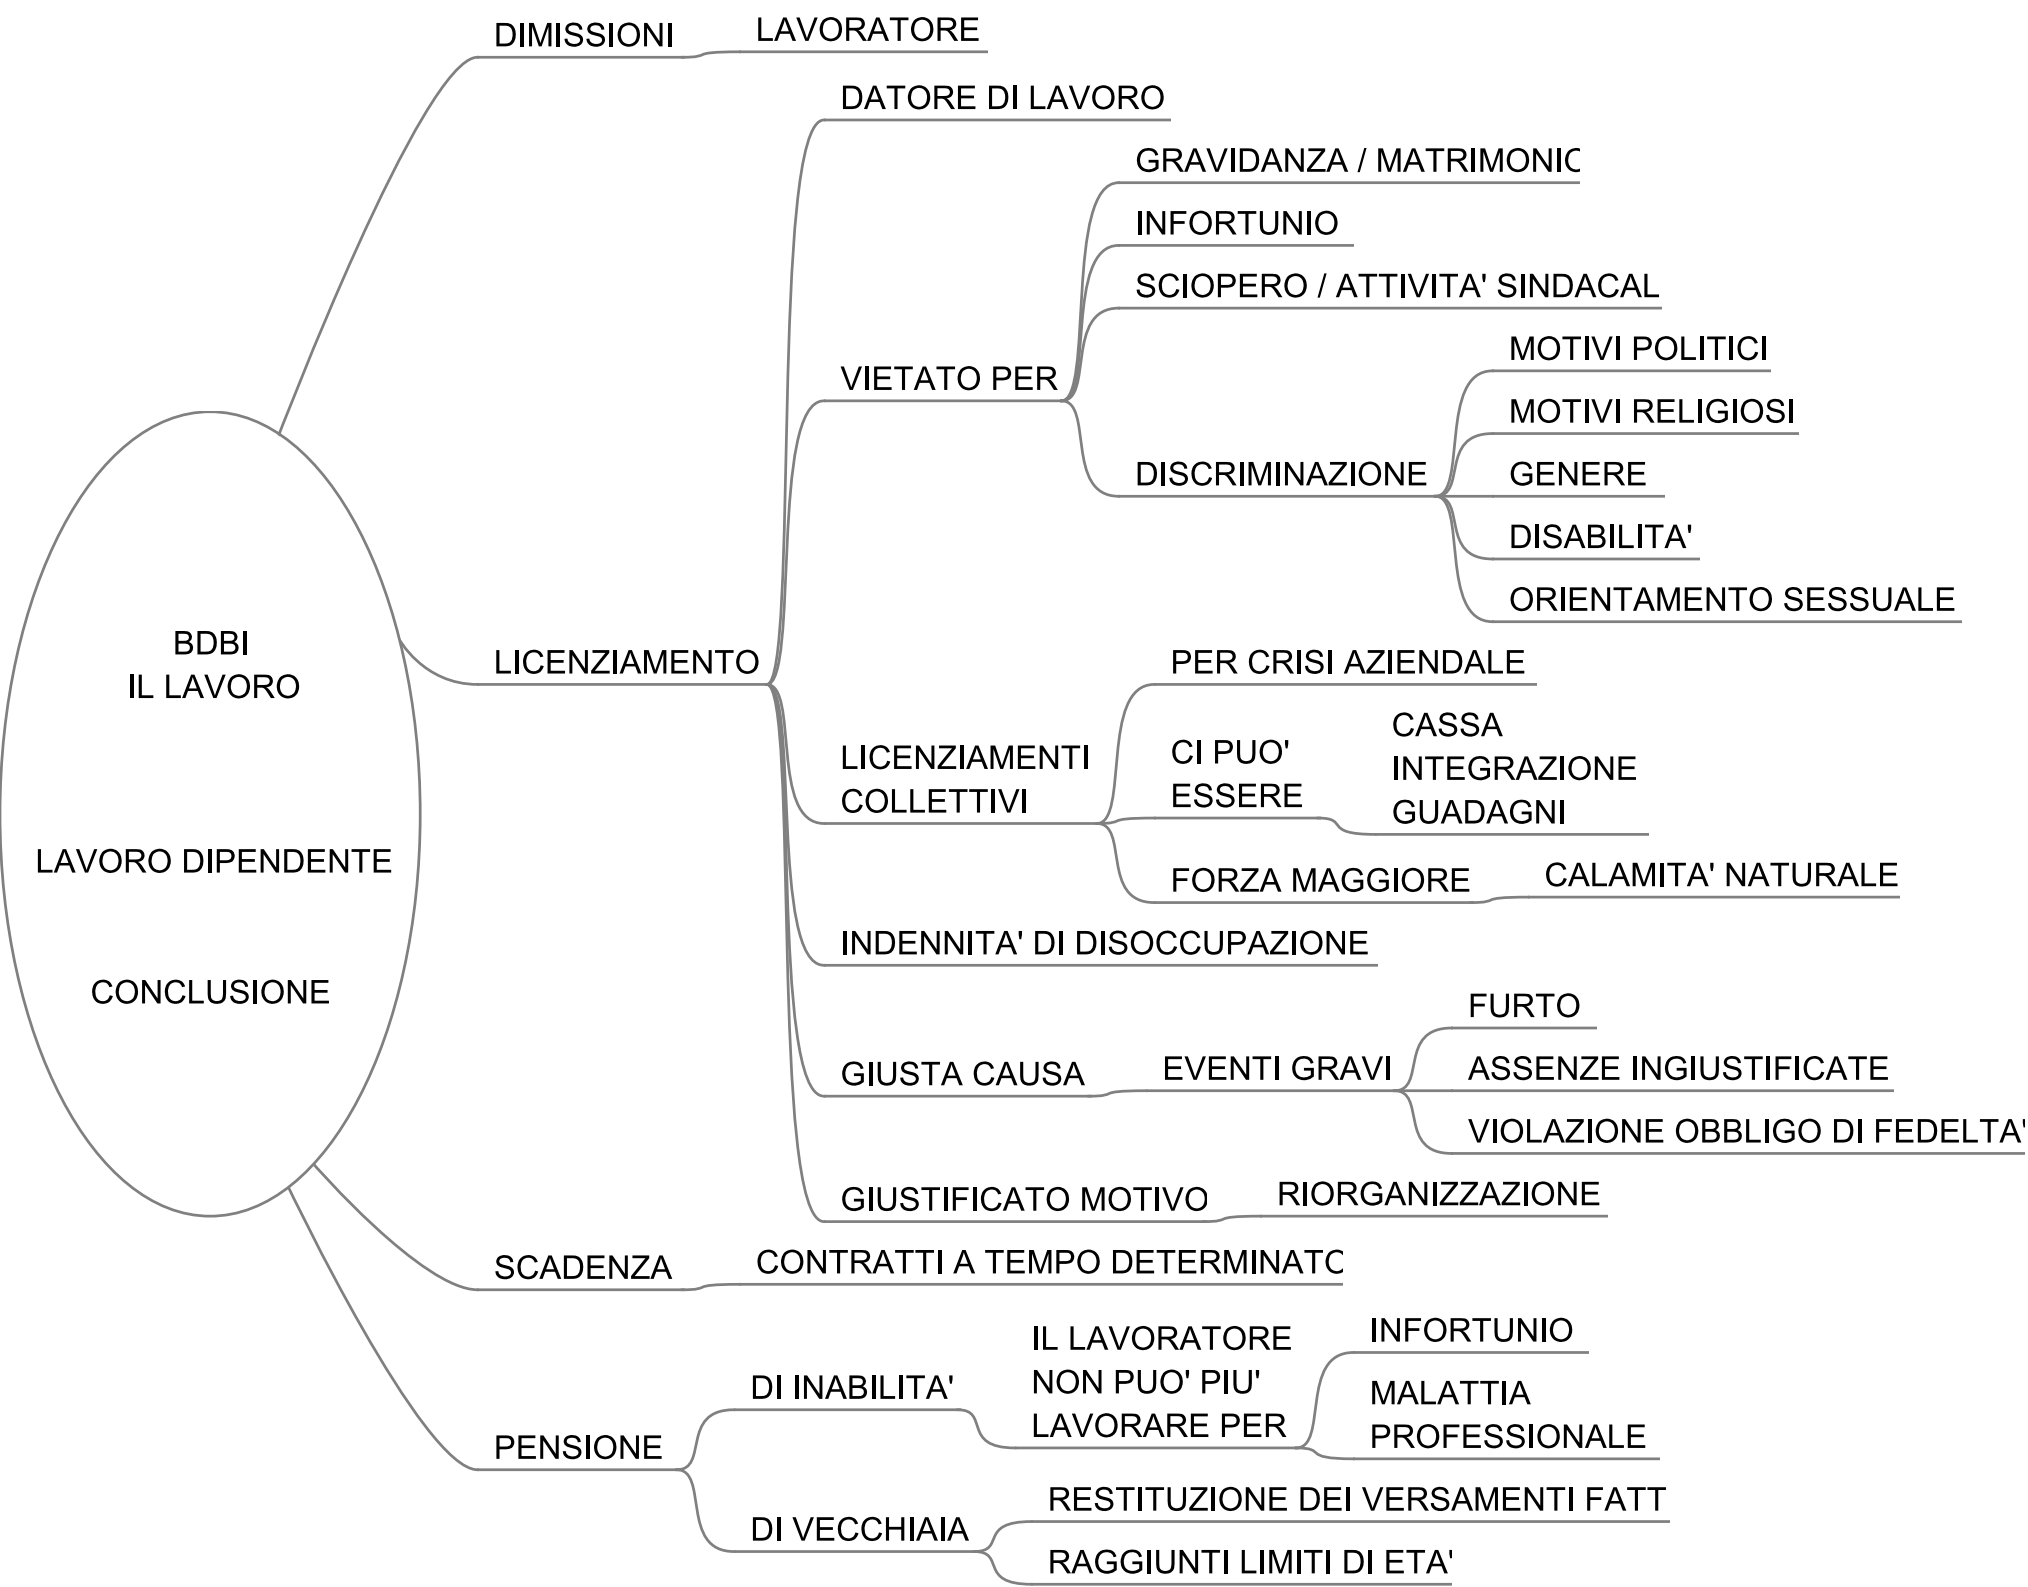 DIMISSIONI
LAVORATORE
DATORE DI LAVORO
GRAVIDANZA / MATRIMONIO
INFORTUNIO
SCIOPERO / ATTIVITA' SINDACAL
VIETATO PER
DISCRIMINAZIONE
MOTIVI POLITICI
MOTIVI RELIGIOSI
GENERE
DISABILITA'
ORIENTAMENTO SESSUALE
BDBI
IL LAVORO
LAVORO DIPENDENTE
CONCLUSIONE
LICENZIAMENTO
LICENZIAMENTI
COLLETTIVI
PER CRISI AZIENDALE
CI PUO'
ESSERE
CASSA
INTEGRAZIONE
GUADAGNI
FORZA MAGGIORE
CALAMITA' NATURALE
INDENNITA' DI DISOCCUPAZIONE
GIUSTA CAUSA
EVENTI GRAVI
FURTO
ASSENZE INGIUSTIFICATE
VIOLAZIONE OBBLIGO DI FEDELTA'
GIUSTIFICATO MOTIVO
RIORGANIZZAZIONE
SCADENZA
CONTRATTI A TEMPO DETERMINATO
PENSIONE
DI INABILITA'
IL LAVORATORE
NON PUO' PIU'
LAVORARE PER
INFORTUNIO
MALATTIA
PROFESSIONALE
DI VECCHIAIA
RESTITUZIONE DEI VERSAMENTI FATT
RAGGIUNTI LIMITI DI ETA'